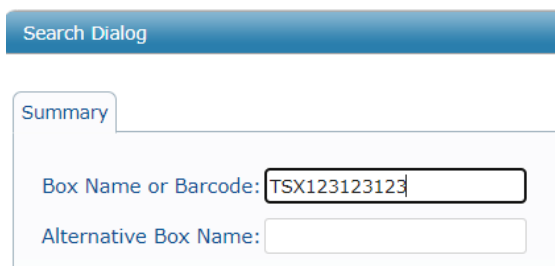 Search Dialog
Summary
Box Name or Barcode: TSX123123123
Alternative Box Name: